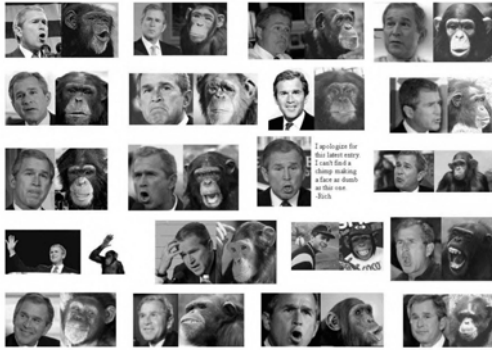 I apologize for
this latest entry.
I can't find a
chimp making
a face as dumb
as this one.
-Rich